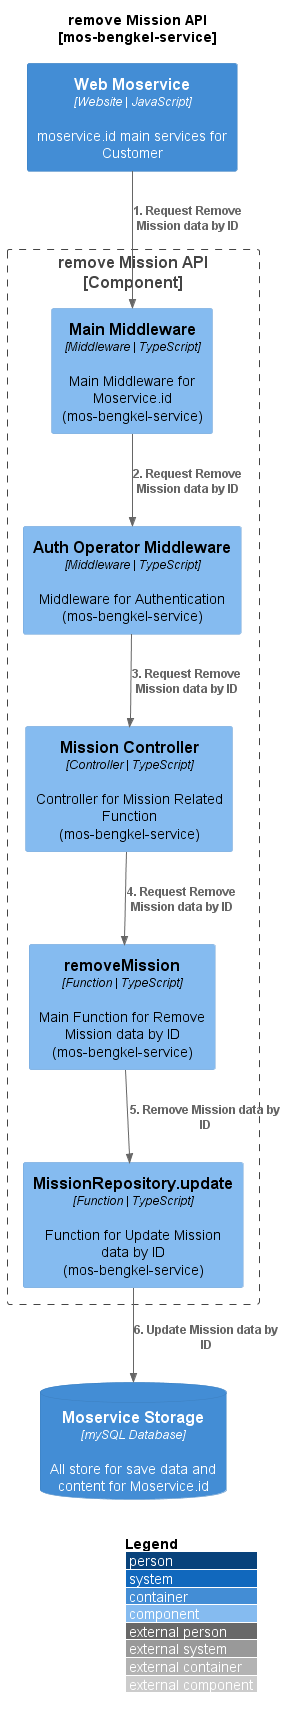 remove Mission API
[mos-bengkel-service]
Web Moservice
[Website | JavaScript]
moservice.id main services for
Customer
1. Request Remove
Mission data by ID
remove Mission API
[Component]
Main Middleware
[Middleware | TypeScript]
Main Middleware for
Moservice.id
(mos-bengkel-service)
2. Request Remove
Mission data by ID
Auth Operator Middleware
[Middleware | TypeScript]
Middleware for Authentication
(mos-bengkel-service)
3. Request Remove
Mission data by ID
Mission Controller
[Controller | TypeScript]
Controller for Mission Related
Function
(mos-bengkel-service)
4. Request Remove
Mission data by ID
removeMission
[Function | TypeScript]
Main Function for Remove
Mission data by ID
(mos-bengkel-service)
5. Remove Mission data by
ID
MissionRepository.update
[Function | TypeScript]
Function for Update Mission
data by ID
(mos-bengkel-service)
6. Update Mission data by
ID
Moservice Storage
[mySQL Database]
All store for save data and
content for Moservice.id
Legend
person
system
container
component
external person
external system
external container
external component